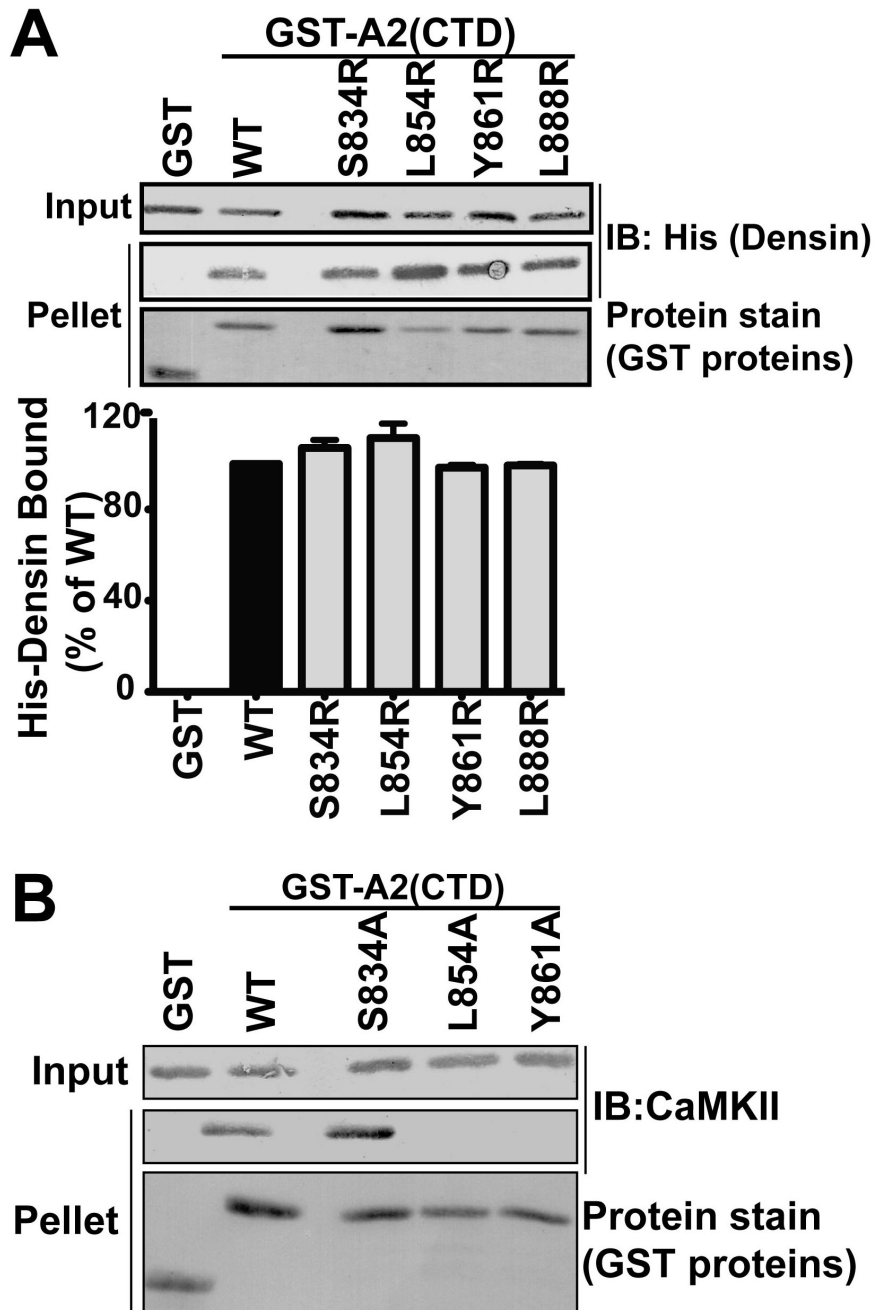 A
GST-A2(CTD)
GST
WT
S834R
L854R
Y861R
L888R
Input
IB: His (Densin)
Pellet
Protein stain
(GST proteins)
His-Densin Bound
(% of WT)
120
80
40
0
GST
WT
S834R
L854R
Y861R
L888R
B
GST-A2(CTD)
GST
WT
S834A
L854A
Y861A
Input
IB:CaMKII
Pellet
Protein stain
(GST proteins)